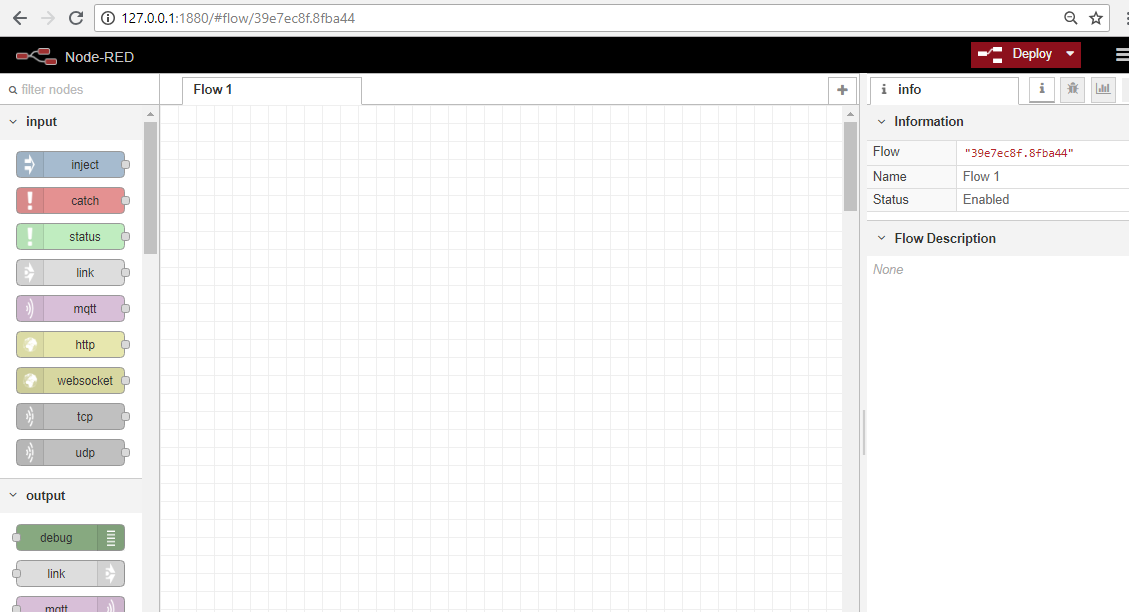 127.0.0.1:1880/#flow/39e7ec8f.8fba44
Node-RED
Deploy
filter nodes
Flow 1
info
input
inject
catch
status
link
mqtt
http
websocket
tcp
udp
output
debug
link
mqtt
Information
Flow "39e7ec8f.8fba44"
Name Flow 1
Status Enabled
Flow Description
None